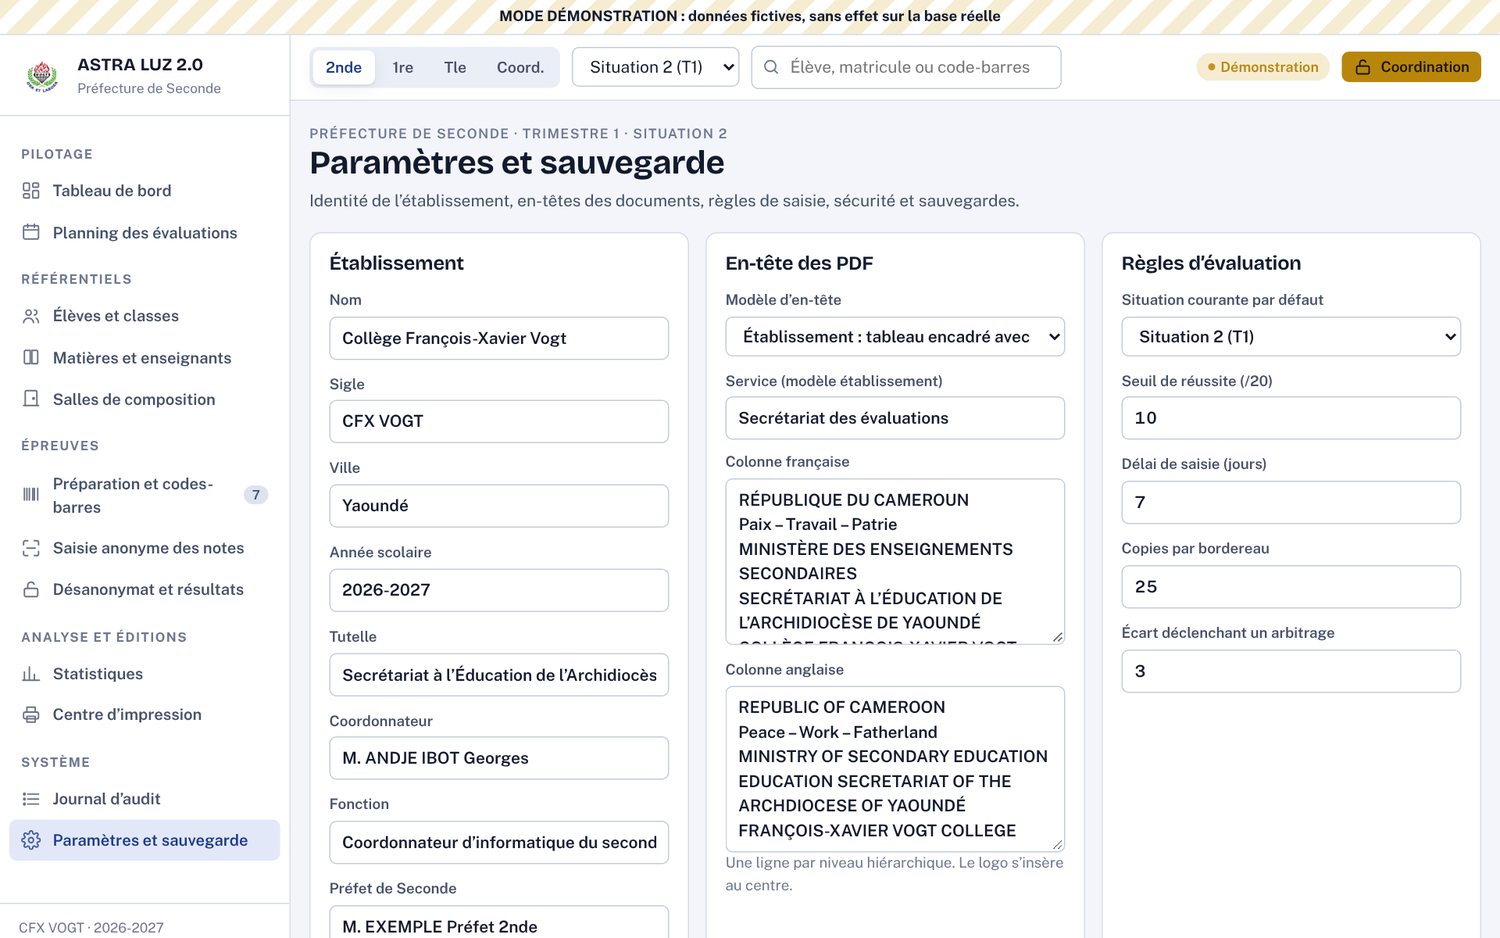 MODE DÉMONSTRATION : données fictives, sans effet sur la base réelle
ASTRA LUZ 2.0
Préfecture de Seconde
2nde
1re
Tle
Coord.
Situation 2 (T1)
Élève, matricule ou code-barres
Démonstration
Coordination
PILOTAGE
Tableau de bord
Planning des évaluations
RÉFÉRENTIELS
Élèves et classes
Matières et enseignants
Salles de composition
ÉPREUVES
Préparation et codes-
barres
7
Saisie anonyme des notes
Désanonymat et résultats
ANALYSE ET ÉDITIONS
Statistiques
Centre d’impression
SYSTÈME
Journal d’audit
Paramètres et sauvegarde
CFX VOGT · 2026-2027
PRÉFECTURE DE SECONDE · TRIMESTRE 1 · SITUATION 2
Paramètres et sauvegarde
Identité de l’établissement, en-têtes des documents, règles de saisie, sécurité et sauvegardes.
Établissement
Nom
Collège François-Xavier Vogt
Sigle
CFX VOGT
Ville
Yaoundé
Année scolaire
2026-2027
Tutelle
Secrétariat à l’Éducation de l’Archidiocès
Coordonnateur
M. ANDJE IBOT Georges
Fonction
Coordonnateur d’informatique du second
Préfet de Seconde
M. EXEMPLE Préfet 2nde
En-tête des PDF
Modèle d’en-tête
Établissement : tableau encadré avec
Service (modèle établissement)
Secrétariat des évaluations
Colonne française
RÉPUBLIQUE DU CAMEROUN
Paix – Travail – Patrie
MINISTÈRE DES ENSEIGNEMENTS
SECONDAIRES
SECRÉTARIAT À L’ÉDUCATION DE
L’ARCHIDIOCÈSE DE YAOUNDÉ
COLLÈGE FRANÇOIS-XAVIER VOGT
Colonne anglaise
REPUBLIC OF CAMEROON
Peace – Work – Fatherland
MINISTRY OF SECONDARY EDUCATION
EDUCATION SECRETARIAT OF THE
ARCHDIOCESE OF YAOUNDÉ
FRANÇOIS-XAVIER VOGT COLLEGE
Une ligne par niveau hiérarchique. Le logo s’insère
au centre.
Règles d’évaluation
Situation courante par défaut
Situation 2 (T1)
Seuil de réussite (/20)
10
Délai de saisie (jours)
7
Copies par bordereau
25
Écart déclenchant un arbitrage
3